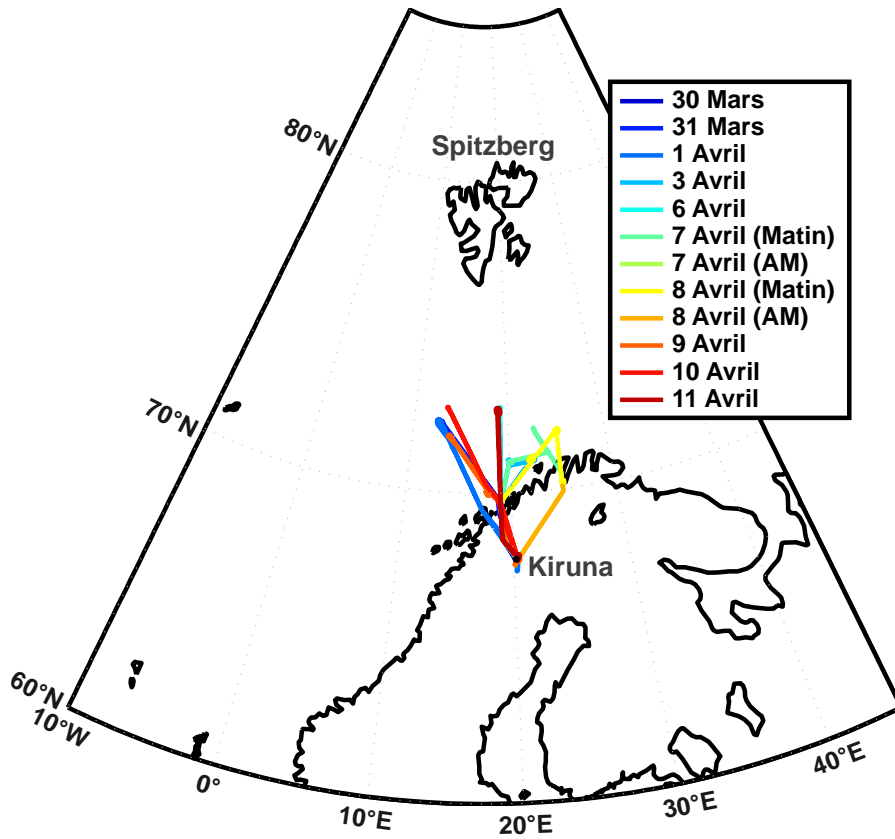 80°N
Spitzberg
30 Mars
31 Mars
1 Avril
3 Avril
6 Avril
7 Avril (Matin)
7 Avril (AM)
8 Avril (Matin)
8 Avril (AM)
9 Avril
10 Avril
11 Avril
70°N
Kiruna
60°N
10°W
0°
10°E
20°E
30°E
40°E